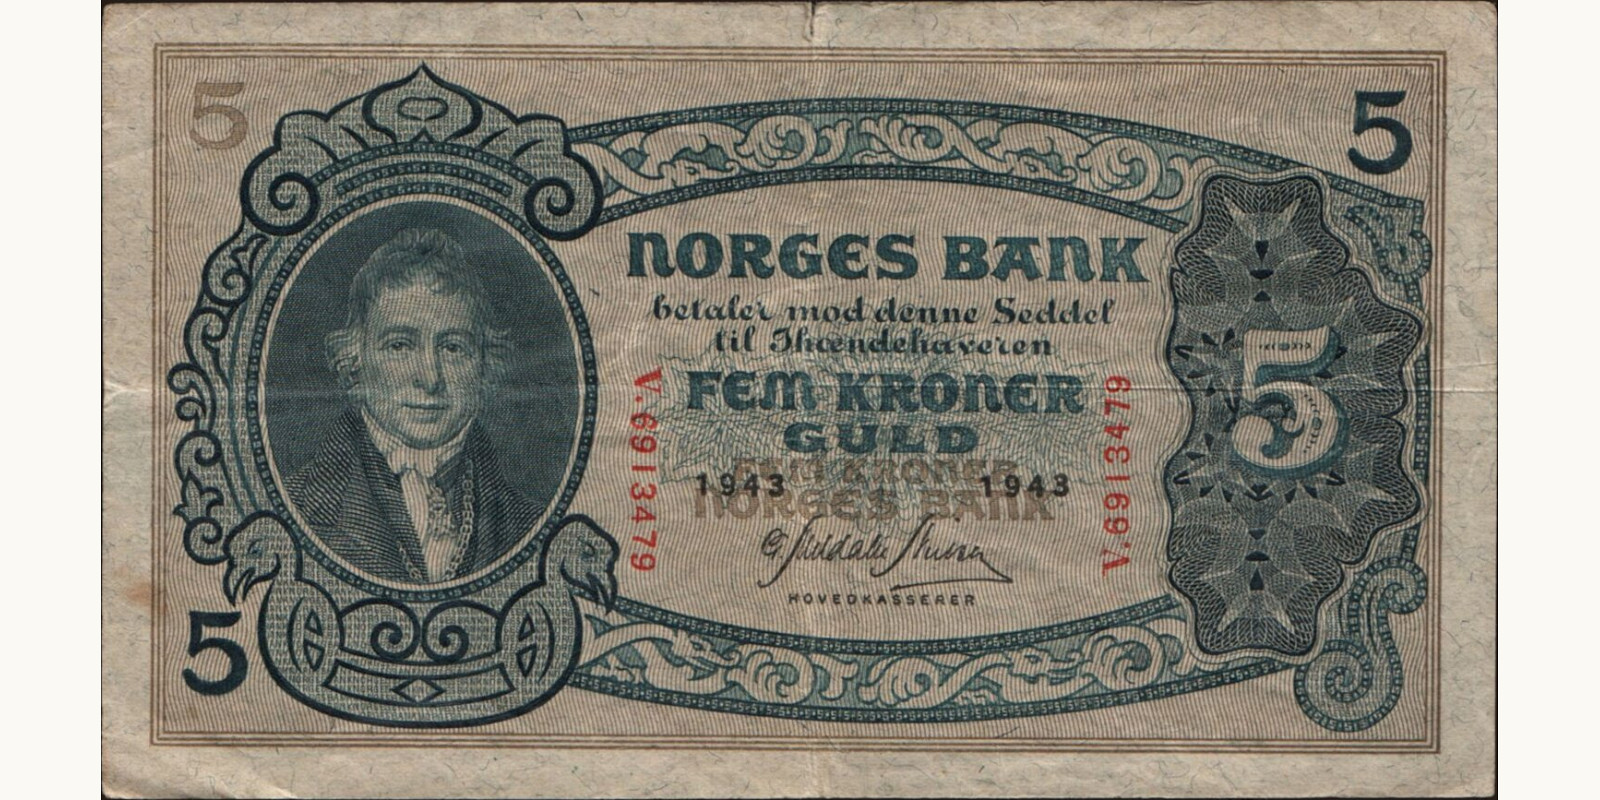 5
5
NORGES BANK
betaler mod denne Seddel
til Ihændehaveren
FEM KRONER
GULD
FEM KRONER
1943 1943
NORGES BANK
HOVEDKASSERER
V.6913479
V.6913479
5
5